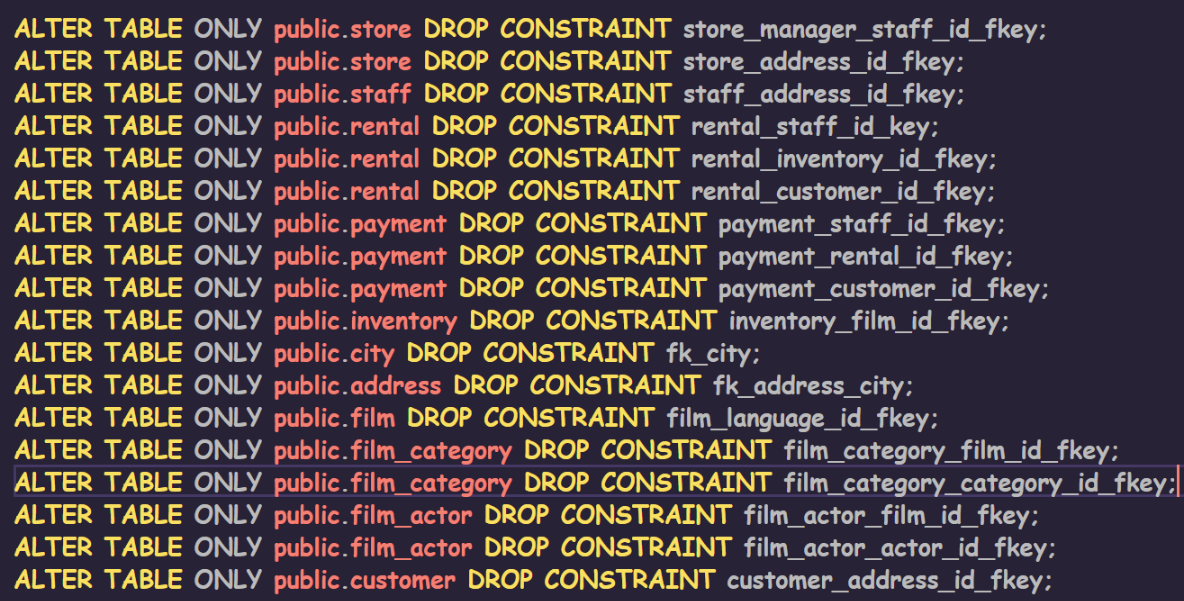 ALTER TABLE ONLY public.store DROP CONSTRAINT store_manager_staff_id_fkey;
ALTER TABLE ONLY public.store DROP CONSTRAINT store_address_id_fkey;
ALTER TABLE ONLY public.staff DROP CONSTRAINT staff_address_id_fkey;
ALTER TABLE ONLY public.rental DROP CONSTRAINT rental_staff_id_key;
ALTER TABLE ONLY public.rental DROP CONSTRAINT rental_inventory_id_fkey;
ALTER TABLE ONLY public.rental DROP CONSTRAINT rental_customer_id_fkey;
ALTER TABLE ONLY public.payment DROP CONSTRAINT payment_staff_id_fkey;
ALTER TABLE ONLY public.payment DROP CONSTRAINT payment_rental_id_fkey;
ALTER TABLE ONLY public.payment DROP CONSTRAINT payment_customer_id_fkey;
ALTER TABLE ONLY public.inventory DROP CONSTRAINT inventory_film_id_fkey;
ALTER TABLE ONLY public.city DROP CONSTRAINT fk_city;
ALTER TABLE ONLY public.address DROP CONSTRAINT fk_address_city;
ALTER TABLE ONLY public.film DROP CONSTRAINT film_language_id_fkey;
ALTER TABLE ONLY public.film_category DROP CONSTRAINT film_category_film_id_fkey;
ALTER TABLE ONLY public.film_category DROP CONSTRAINT film_category_category_id_fkey;
ALTER TABLE ONLY public.film_actor DROP CONSTRAINT film_actor_film_id_fkey;
ALTER TABLE ONLY public.film_actor DROP CONSTRAINT film_actor_actor_id_fkey;
ALTER TABLE ONLY public.customer DROP CONSTRAINT customer_address_id_fkey;